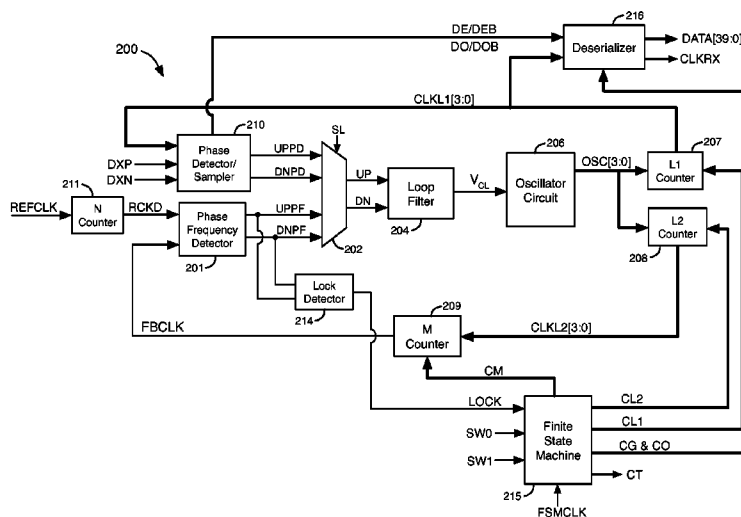 216
DE/DEB
DO/DOB
Deserializer
DATA[39:0]
CLKRX
200
CLKL1[3:0]
210
SL
206
207
Phase
Detector/
Sampler
UPPD
DNPD
DXP
DXN
UP
DN
Loop
Filter
204
VCL
Oscillator
Circuit
OSC[3:0]
L1
Counter
211
REFCLK
N
Counter
RCKD
Phase
Frequency
Detector
201
UPPF
DNPF
202
L2
Counter
208
Lock
Detector
214
209
FBCLK
M
Counter
CLKL2[3:0]
CM
LOCK
SW0
SW1
Finite
State
Machine
CL2
CL1
CG & CO
CT
215
FSMCLK